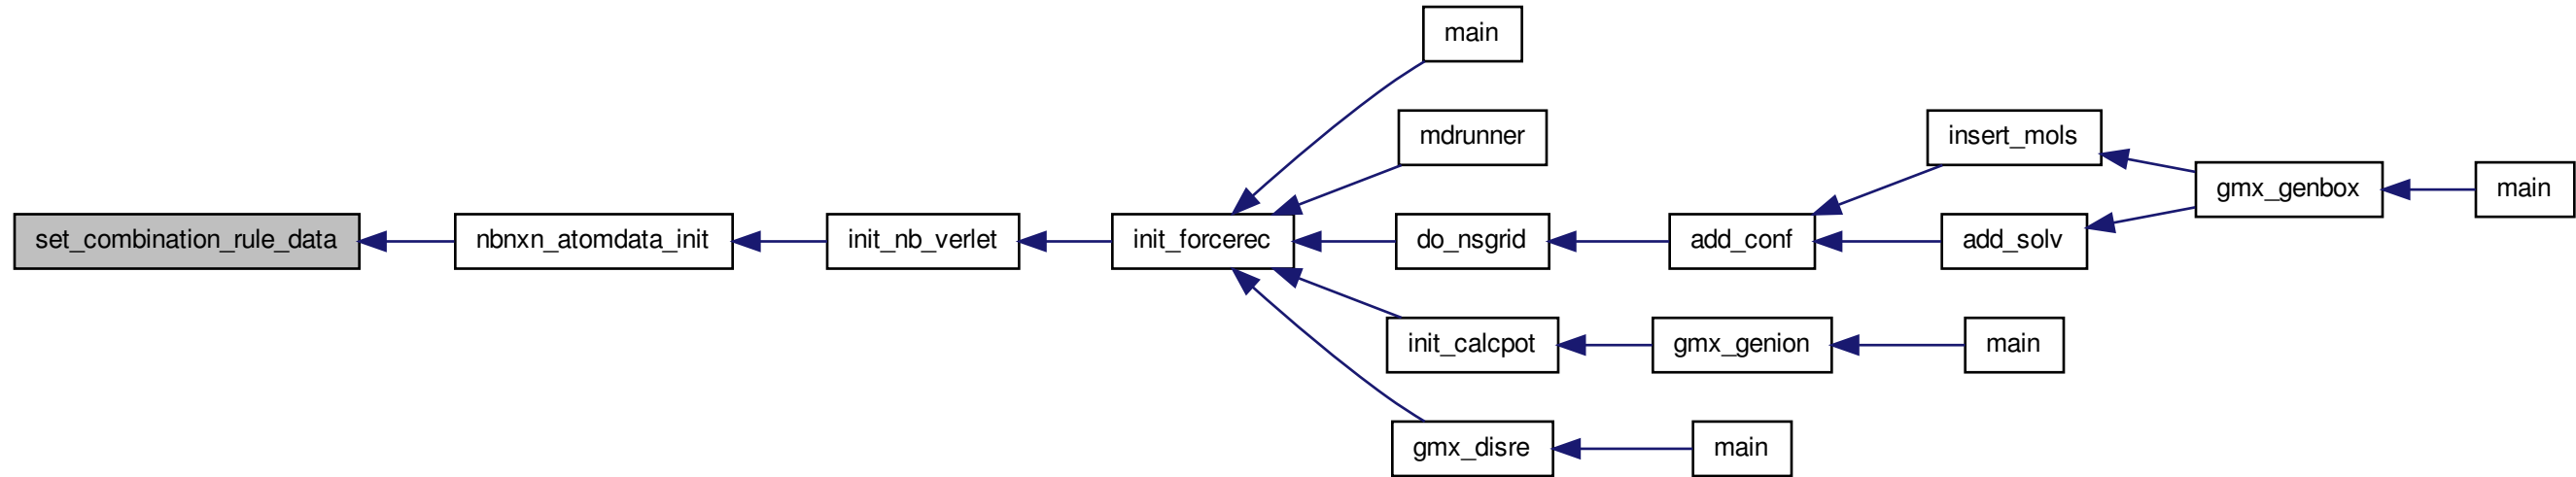 main
mdrunner
insert_mols
gmx_genbox
main
set_combination_rule_data
nbnxn_atomdata_init
init_nb_verlet
init_forcerec
do_nsgrid
add_conf
add_solv
init_calcpot
gmx_genion
main
gmx_disre
main